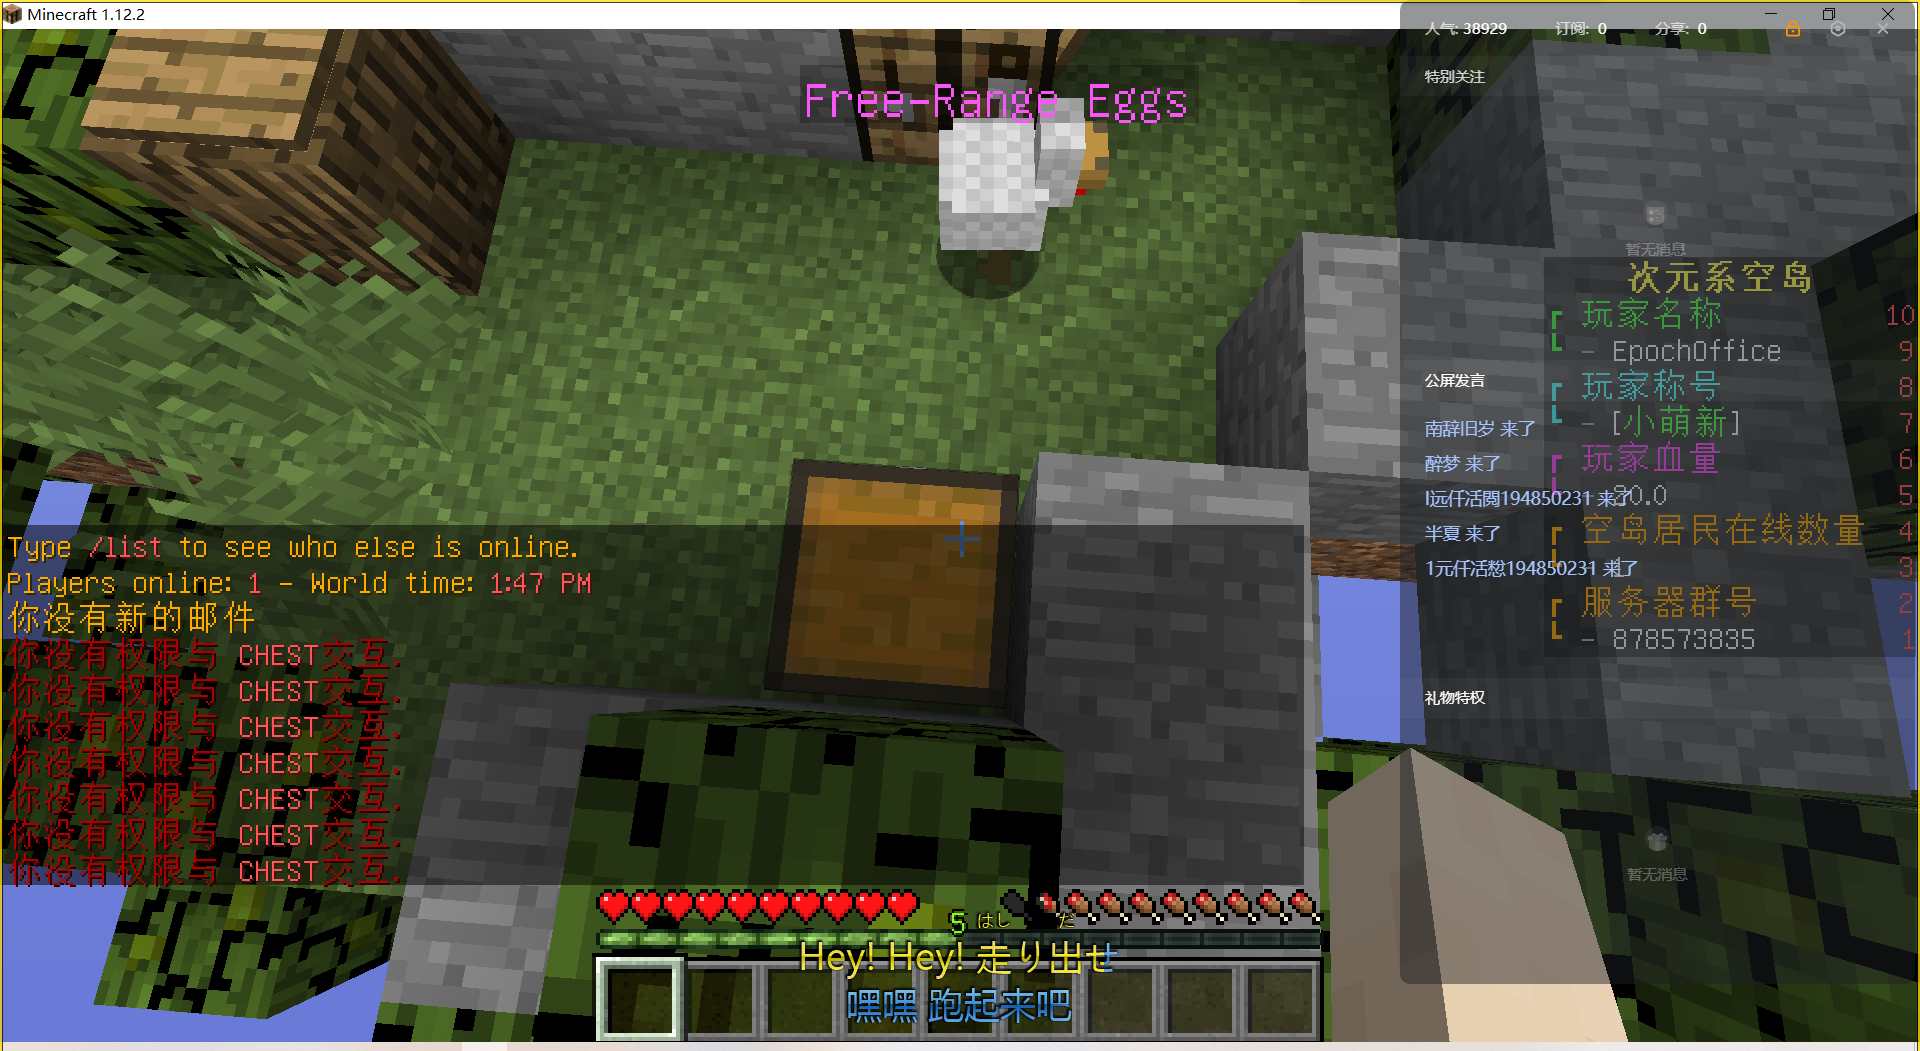 Minecraft 1.12.2
人气: 38929 订阅: 0 分享: 0
特别关注
Free-Range Eggs
暂无消息
次元系空岛
玩家名称 10
- EpochOffice 9
玩家称号 8
- [小萌新] 7
玩家血量 6
20.0 5
空岛居民在线数量 4
3
服务器群号 2
- 878573835 1
公屏发言
南辞旧岁 来了
醉梦 来了
半夏 来了
礼物特权
暂无消息
Type /list to see who else is online.
Players online: 1 - World time: 1:47 PM
你没有新的邮件
你没有权限与 CHEST交互.
你没有权限与 CHEST交互.
你没有权限与 CHEST交互.
你没有权限与 CHEST交互.
你没有权限与 CHEST交互.
你没有权限与 CHEST交互.
你没有权限与 CHEST交互.
5
はし だ
Hey! Hey! 走り出せ
嘿嘿 跑起来吧